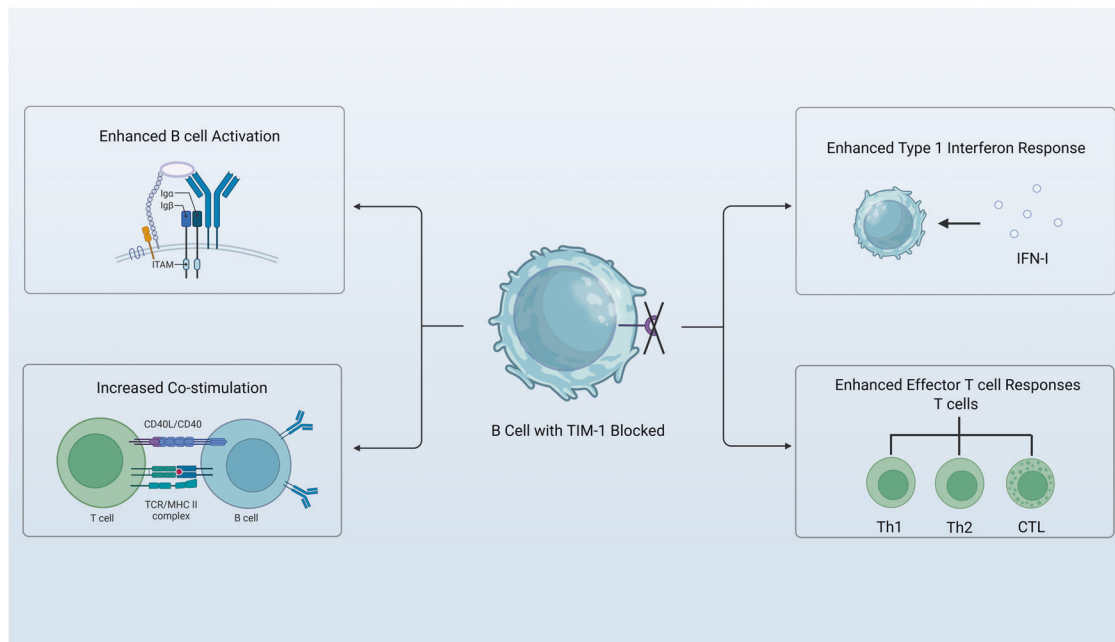 Enhanced B cell Activation
Igα
Igβ
ITAM
Increased Co-stimulation
CD40L/CD40
TCR/MHC II
complex
T cell
B cell
B Cell with TIM-1 Blocked
Enhanced Type 1 Interferon Response
IFN-I
Enhanced Effector T cell Responses
T cells
Th1
Th2
CTL